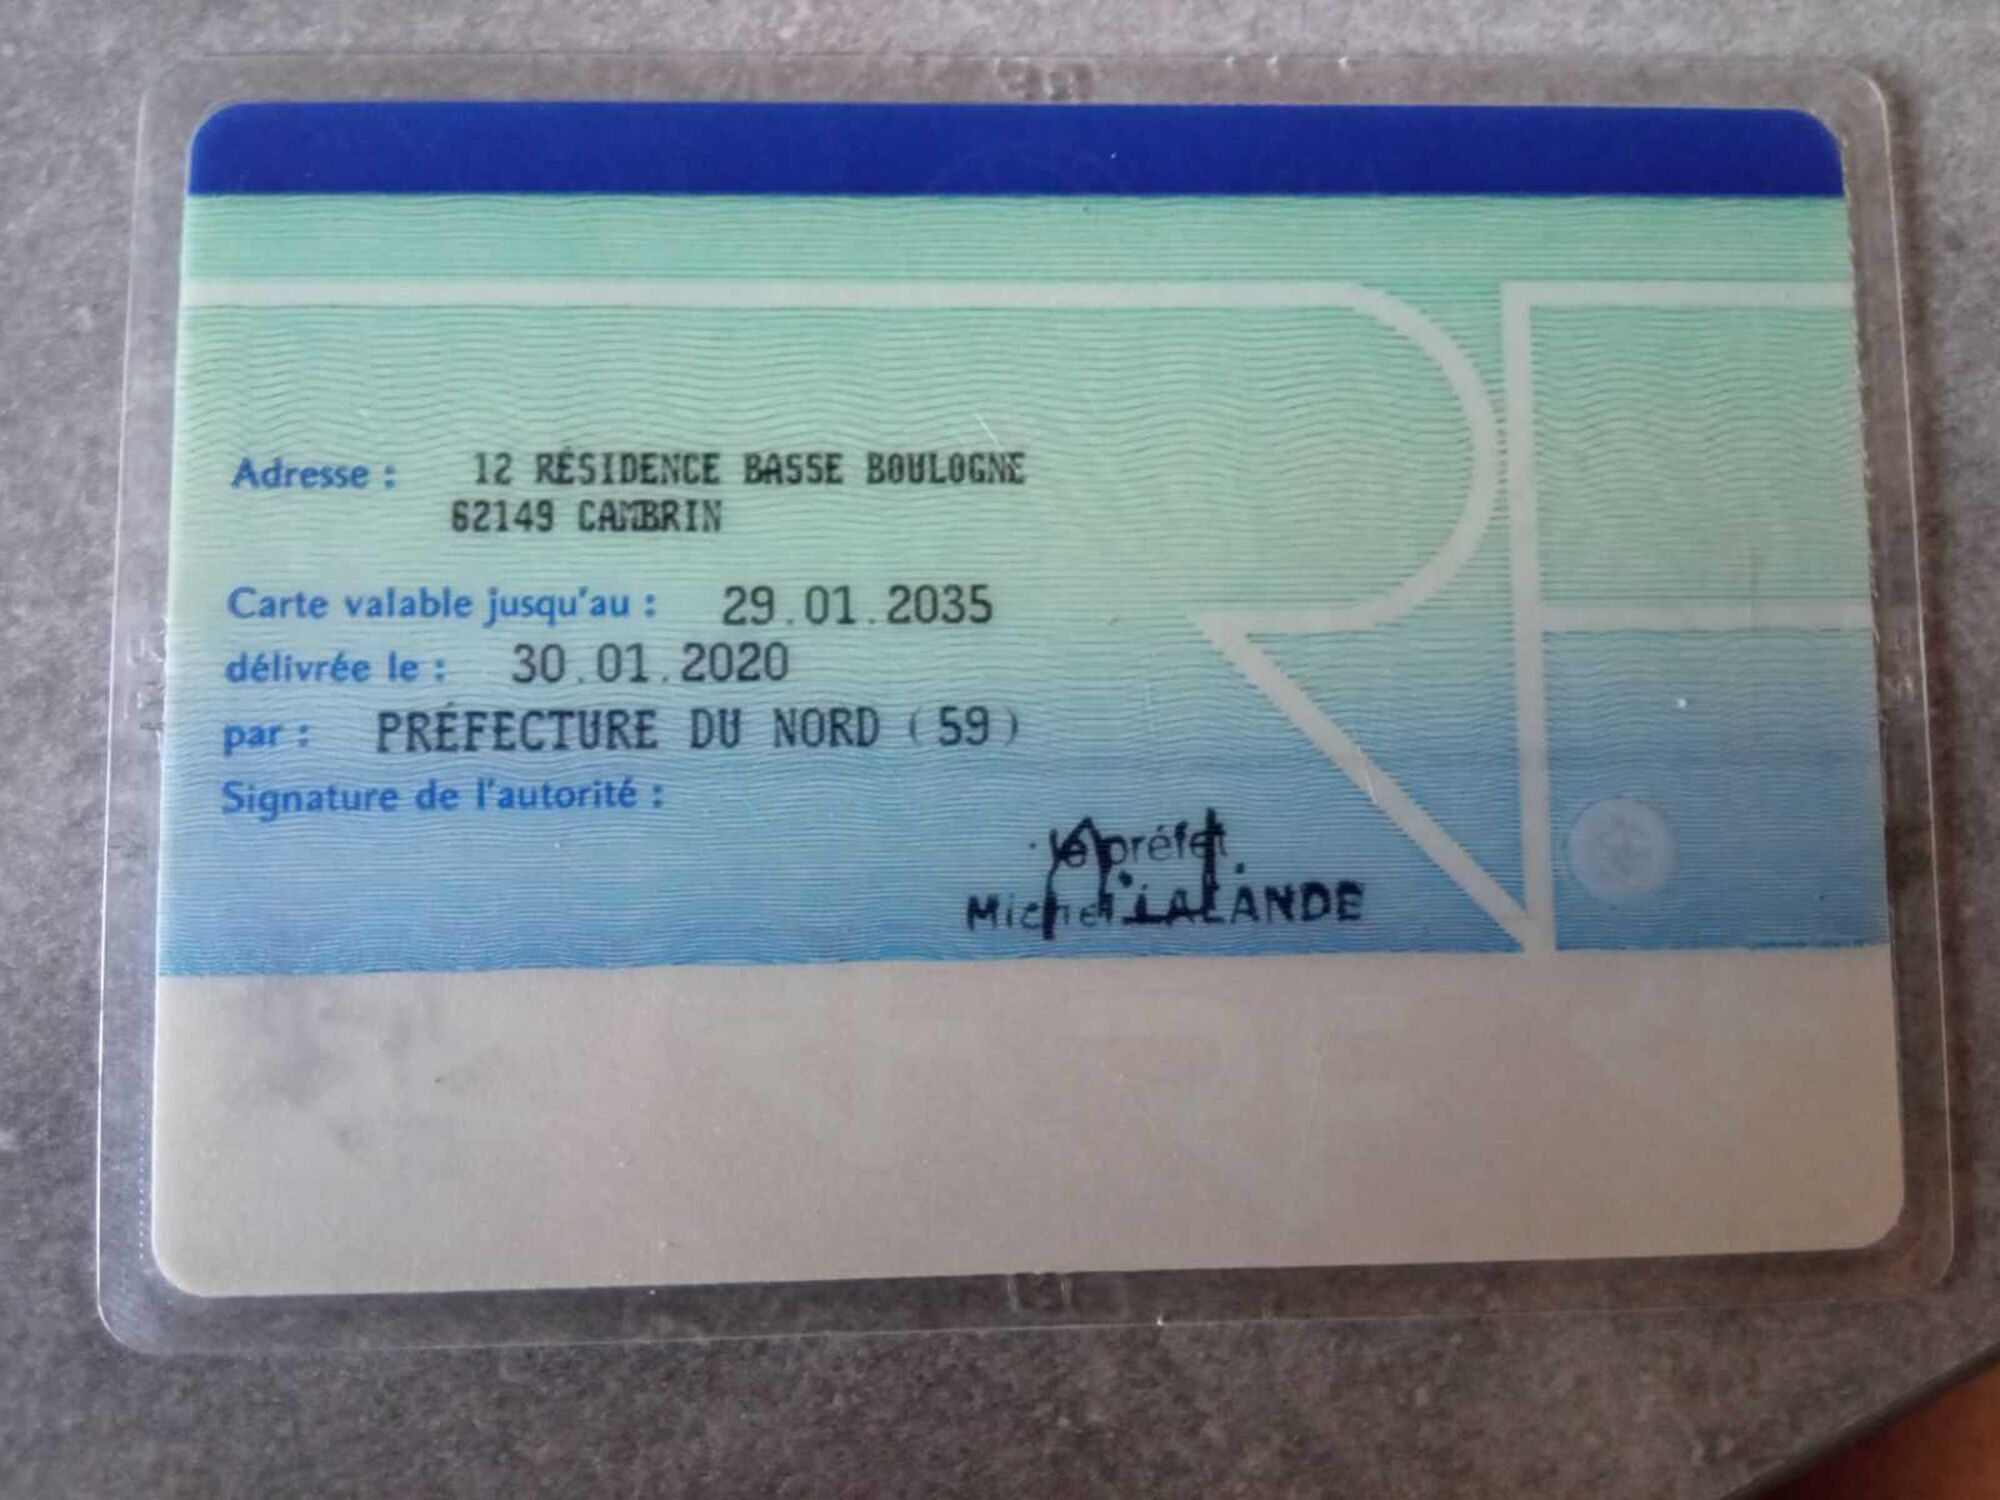 Adresse : 12 RÉSIDENCE BASSE BOULOGNE
62149 CAMBRIN
Carte valable jusqu'au : 29.01.2035
délivrée le : 30.01.2020
par : PRÉFECTURE DU NORD (59)
Signature de l'autorité :
Le préfet
Michel LALANDE
RF